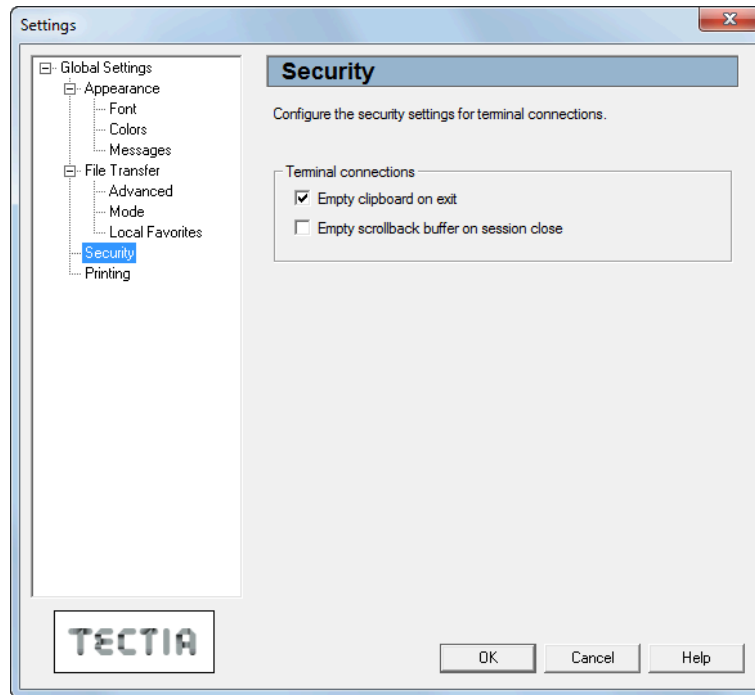 Settings
Global Settings
Appearance
Font
Colors
Messages
File Transfer
Advanced
Mode
Local Favorites
Security
Printing
Security
Configure the security settings for terminal connections.
Terminal connections
Empty clipboard on exit
Empty scrollback buffer on session close
TECTIA
OK
Cancel
Help